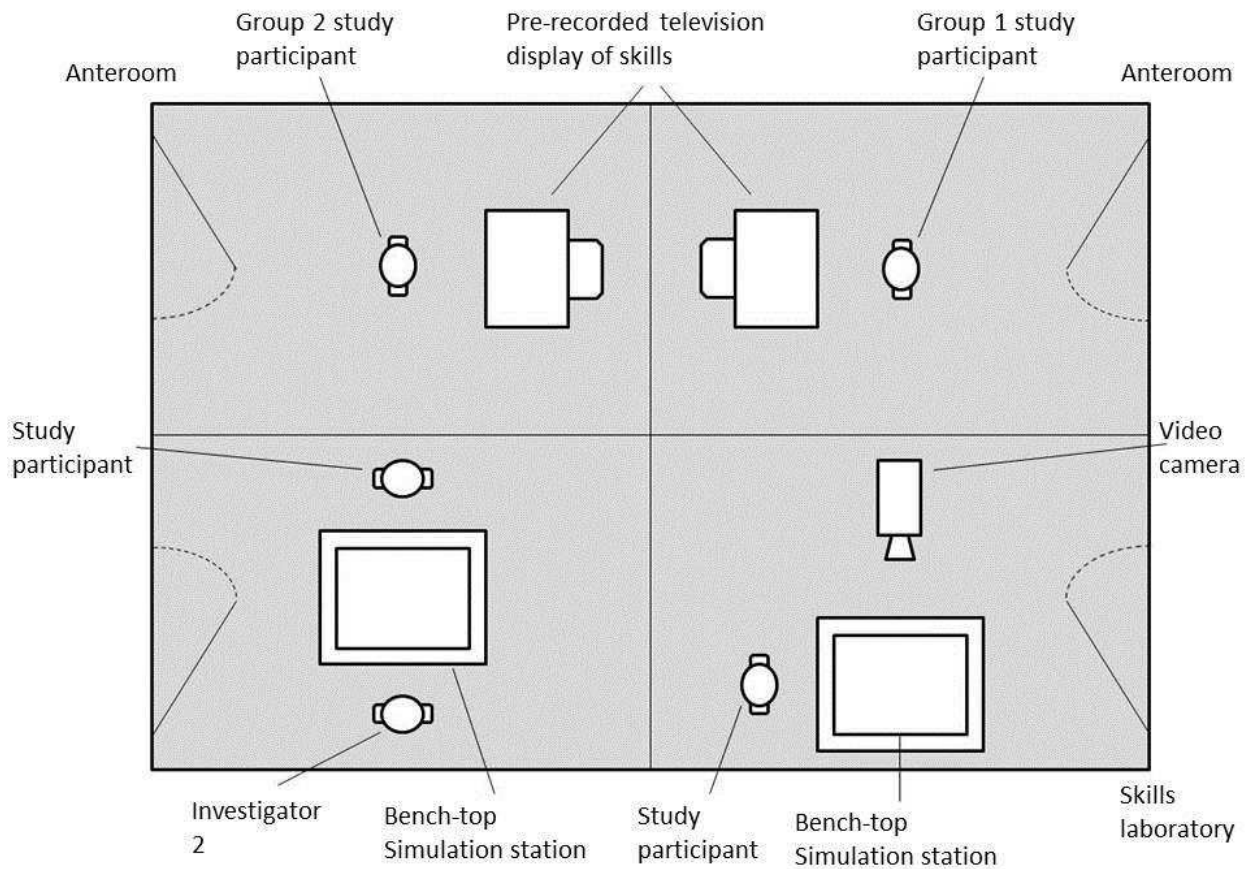 Group 2 study
participant
Pre-recorded television
display of skills
Group 1 study
participant
Anteroom
Anteroom
Study
participant
Video
camera
Investigator
2
Bench-top
Simulation station
Study
participant
Bench-top
Simulation station
Skills
laboratory